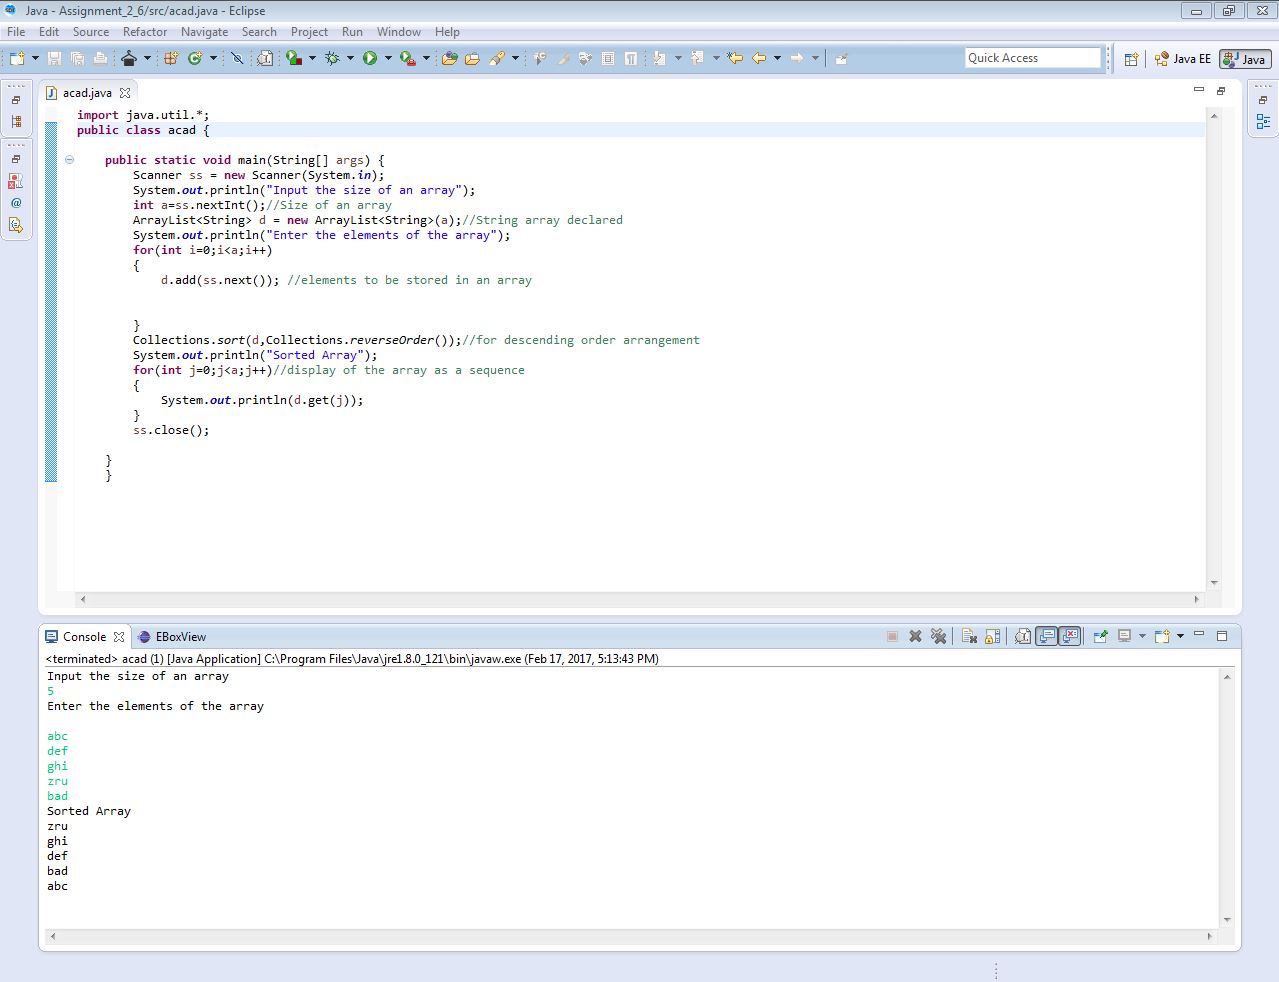 Java - Assignment_2_6/src/acad.java - Eclipse
File Edit Source Refactor Navigate Search Project Run Window Help
Quick Access Java EE Java
acad.java
import java.util.*;
public class acad {
public static void main(String[] args) {
Scanner ss = new Scanner(System.in);
System.out.println("Input the size of an array");
int a=ss.nextInt();//Size of an array
ArrayList<String> d = new ArrayList<String>(a);//String array declared
System.out.println("Enter the elements of the array");
for(int i=0;i<a;i++)
{
d.add(ss.next()); //elements to be stored in an array
}
Collections.sort(d,Collections.reverseOrder());//for descending order arrangement
System.out.println("Sorted Array");
for(int j=0;j<a;j++)//display of the array as a sequence
{
System.out.println(d.get(j));
}
ss.close();
}
}
Console EBoxView
<terminated> acad (1) [Java Application] C:\Program Files\Java\jre1.8.0_121\bin\javaw.exe (Feb 17, 2017, 5:13:43 PM)
Input the size of an array
5
Enter the elements of the array
abc
def
ghi
zru
bad
Sorted Array
zru
ghi
def
bad
abc